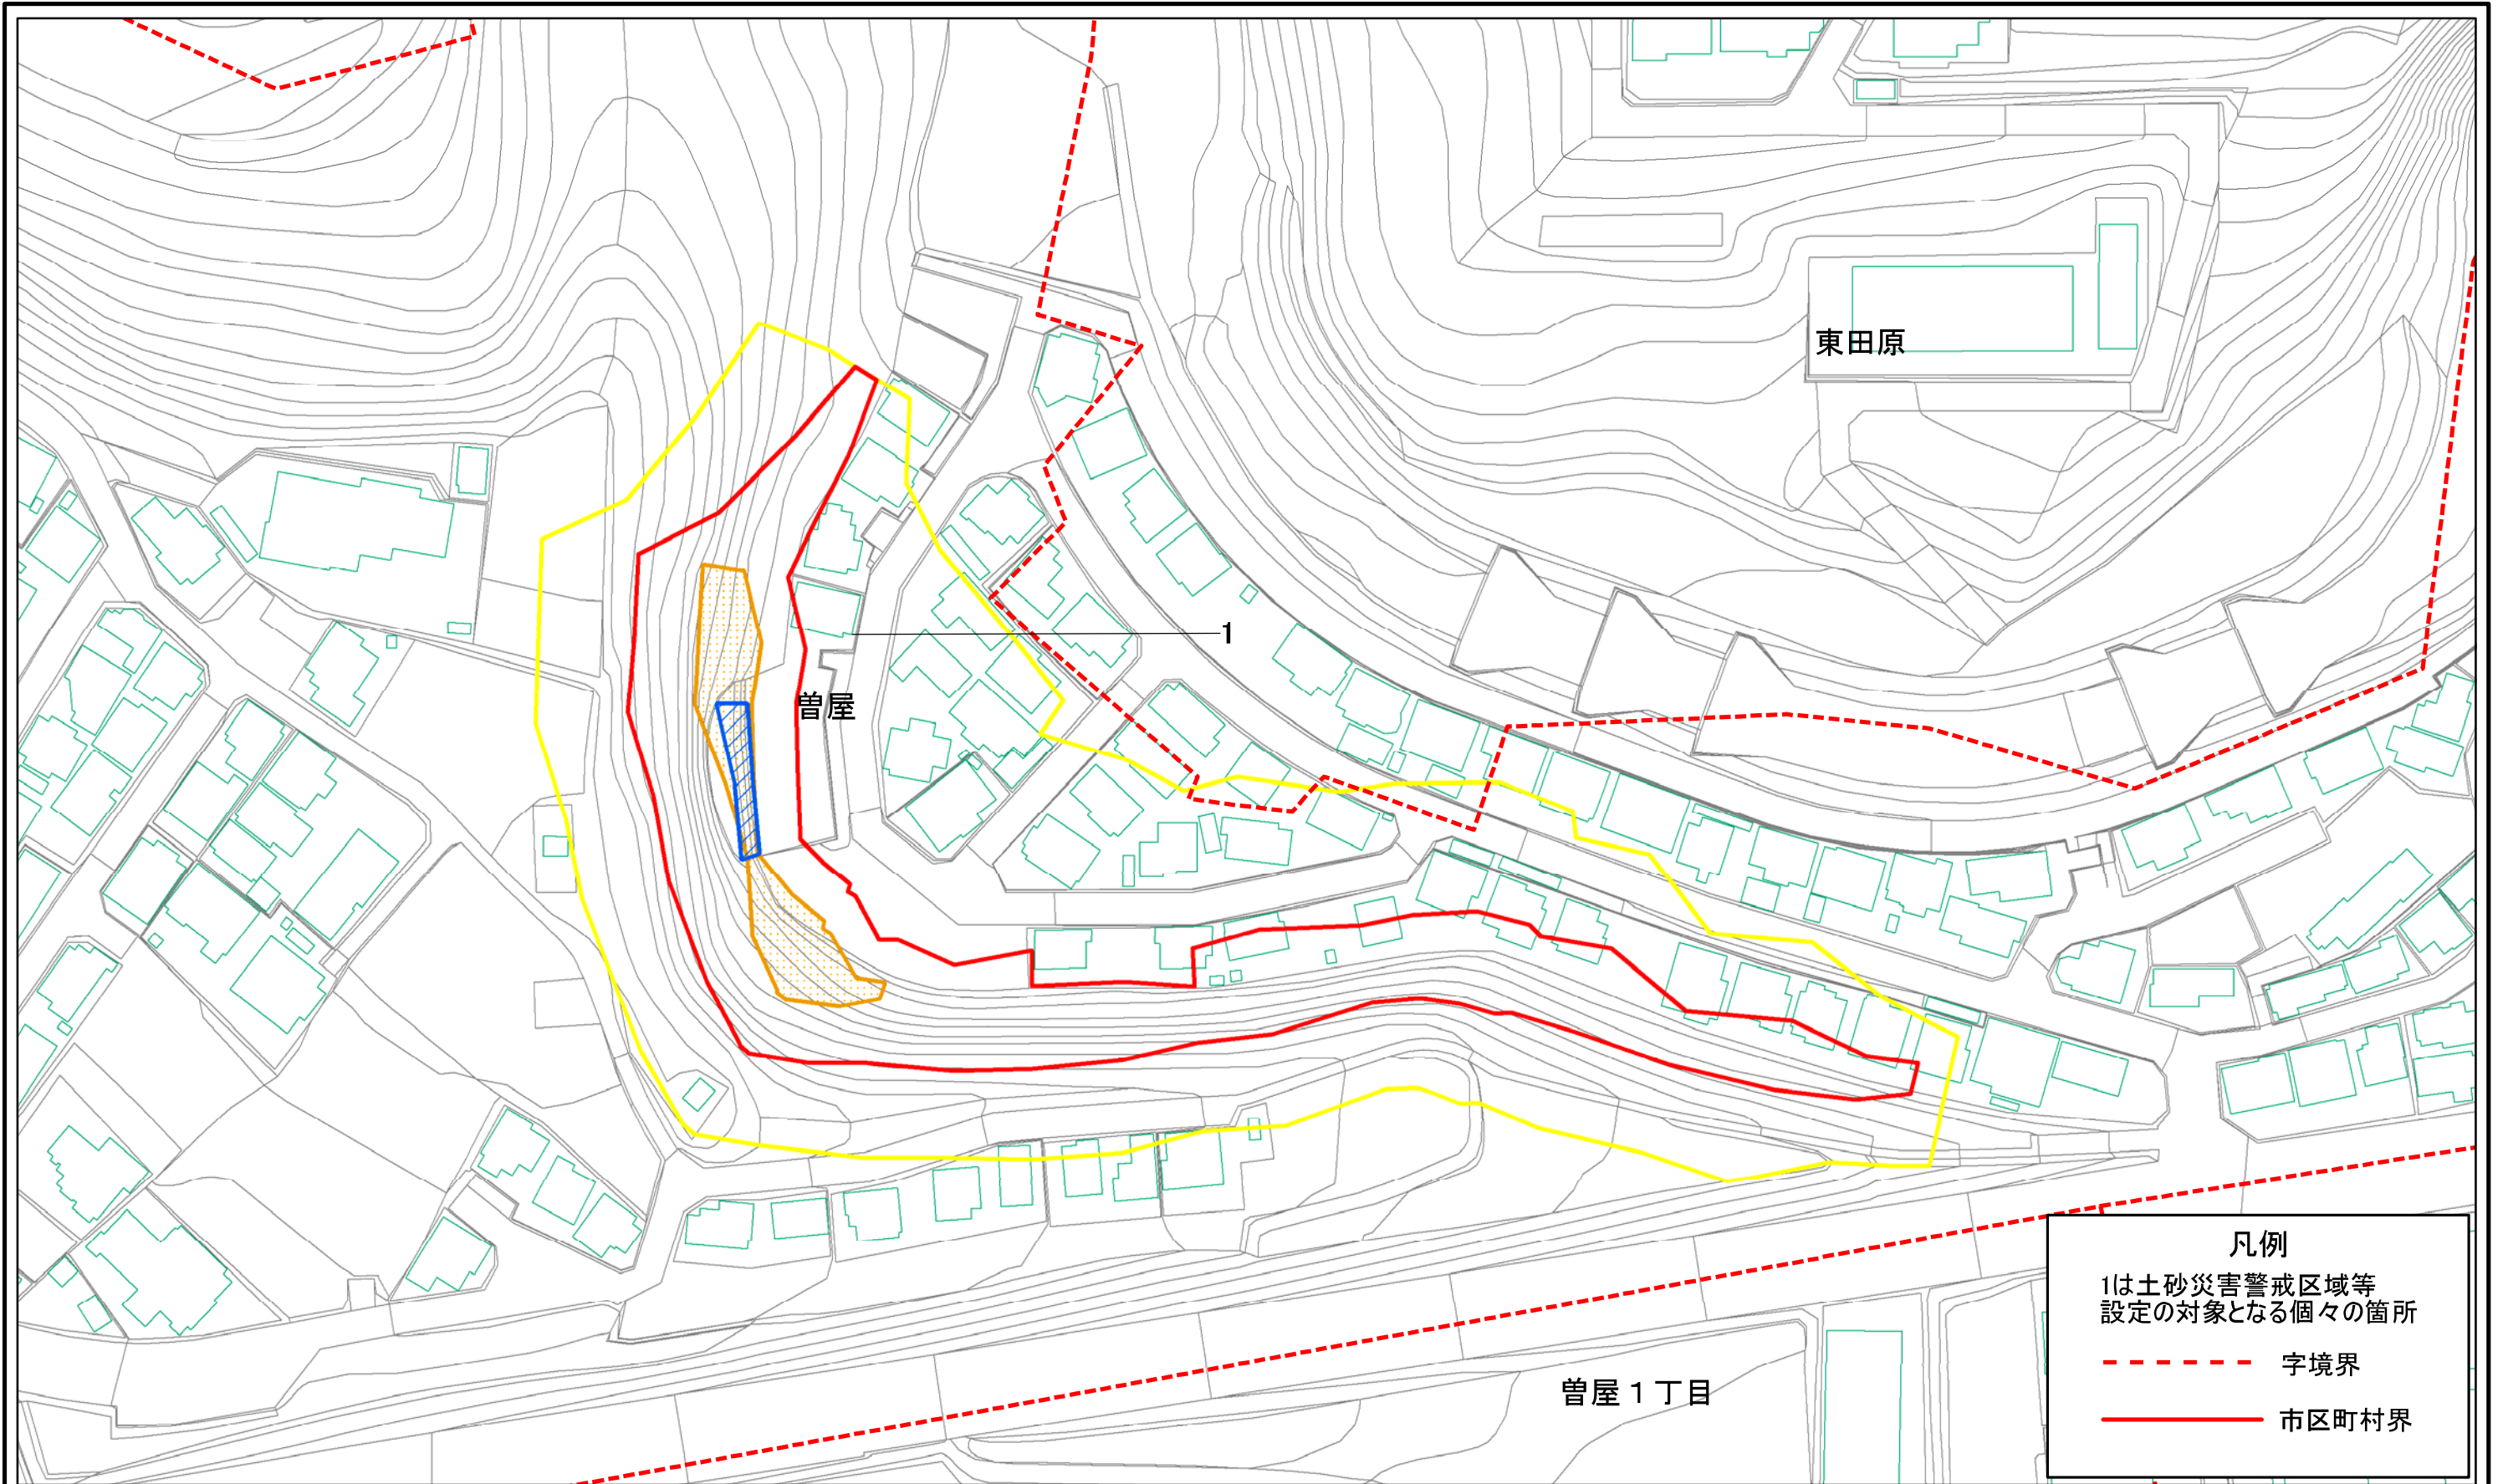 東田原
1
曽屋
曽屋1丁目
凡例
1は土砂災害警戒区域等
設定の対象となる個々の箇所
字境界
市区町村界